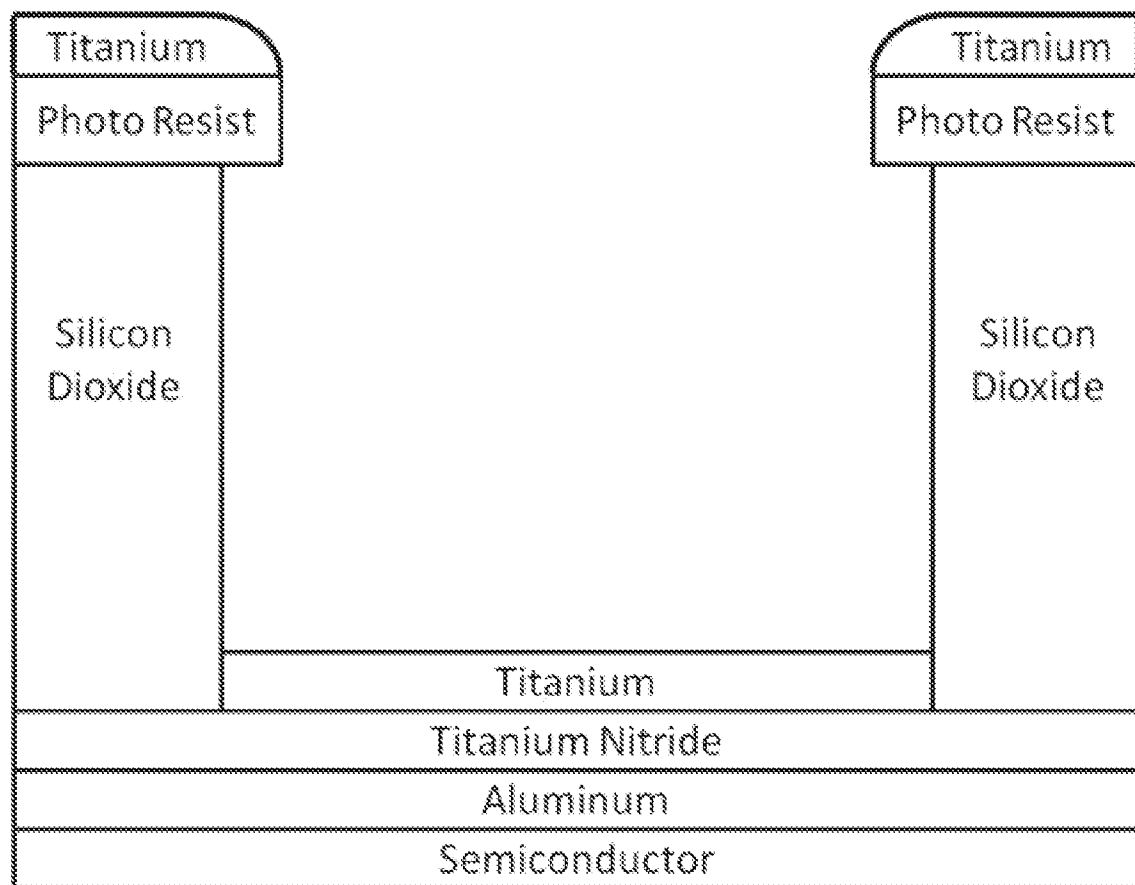 Titanium
Titanium
Photo Resist
Photo Resist
Silicon
Dioxide
Silicon
Dioxide
Titanium
Titanium Nitride
Aluminum
Semiconductor